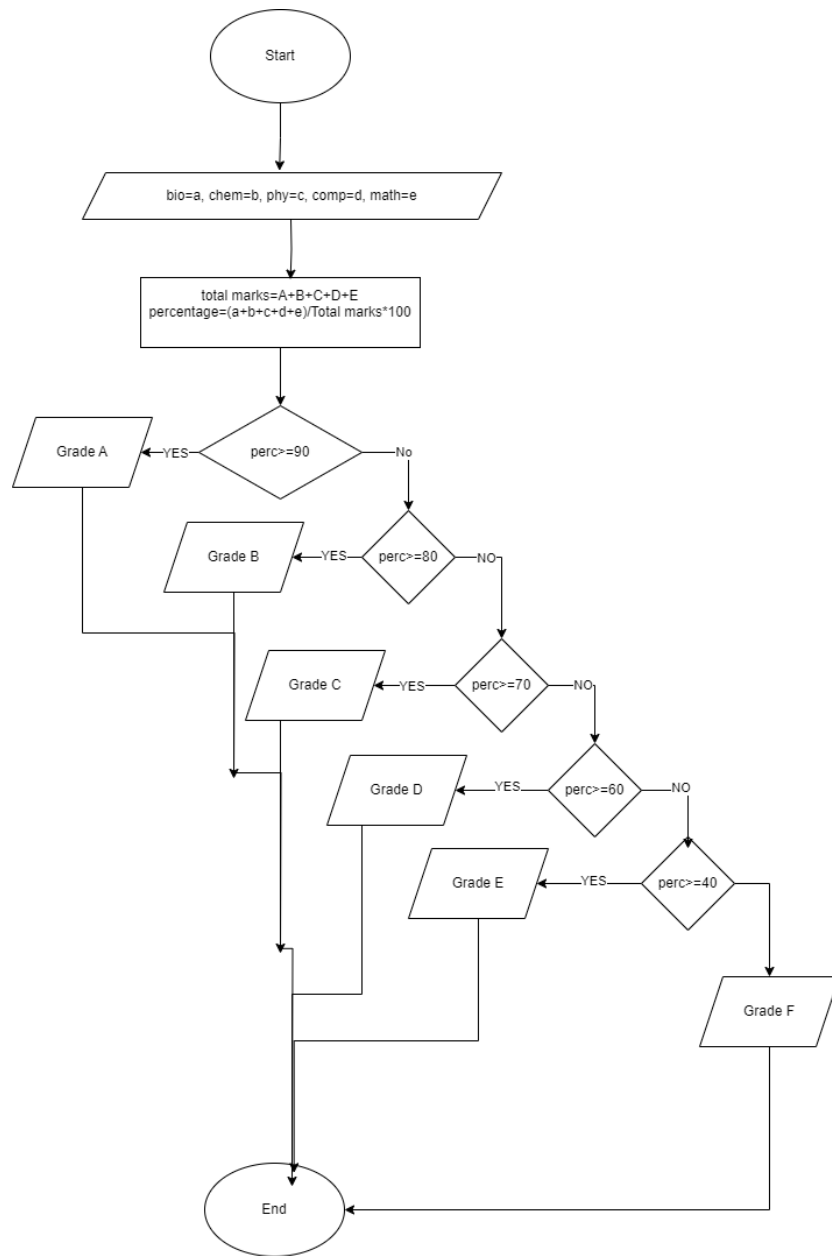 Start
bio=a, chem=b, phy=c, comp=d, math=e
total marks=A+B+C+D+E
percentage=(a+b+c+d+e)/Total marks*100
Grade A
YES
perc>=90
No
Grade B
YES
perc>=80
NO
Grade C
YES
perc>=70
NO
Grade D
YES
perc>=60
NO
Grade E
YES
perc>=40
Grade F
End